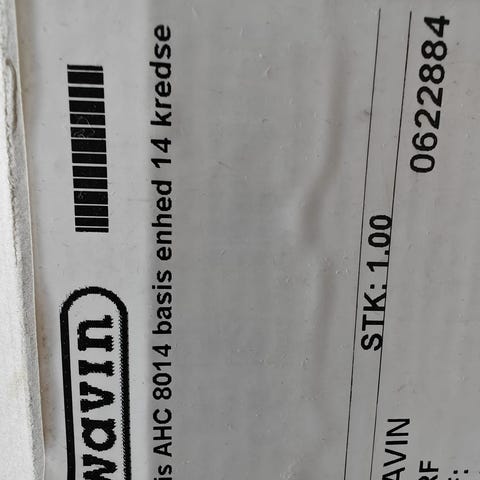 wavin
is AHC 8014 basis enhed 14 kredse
STK: 1.00
AVIN 0622884
RF